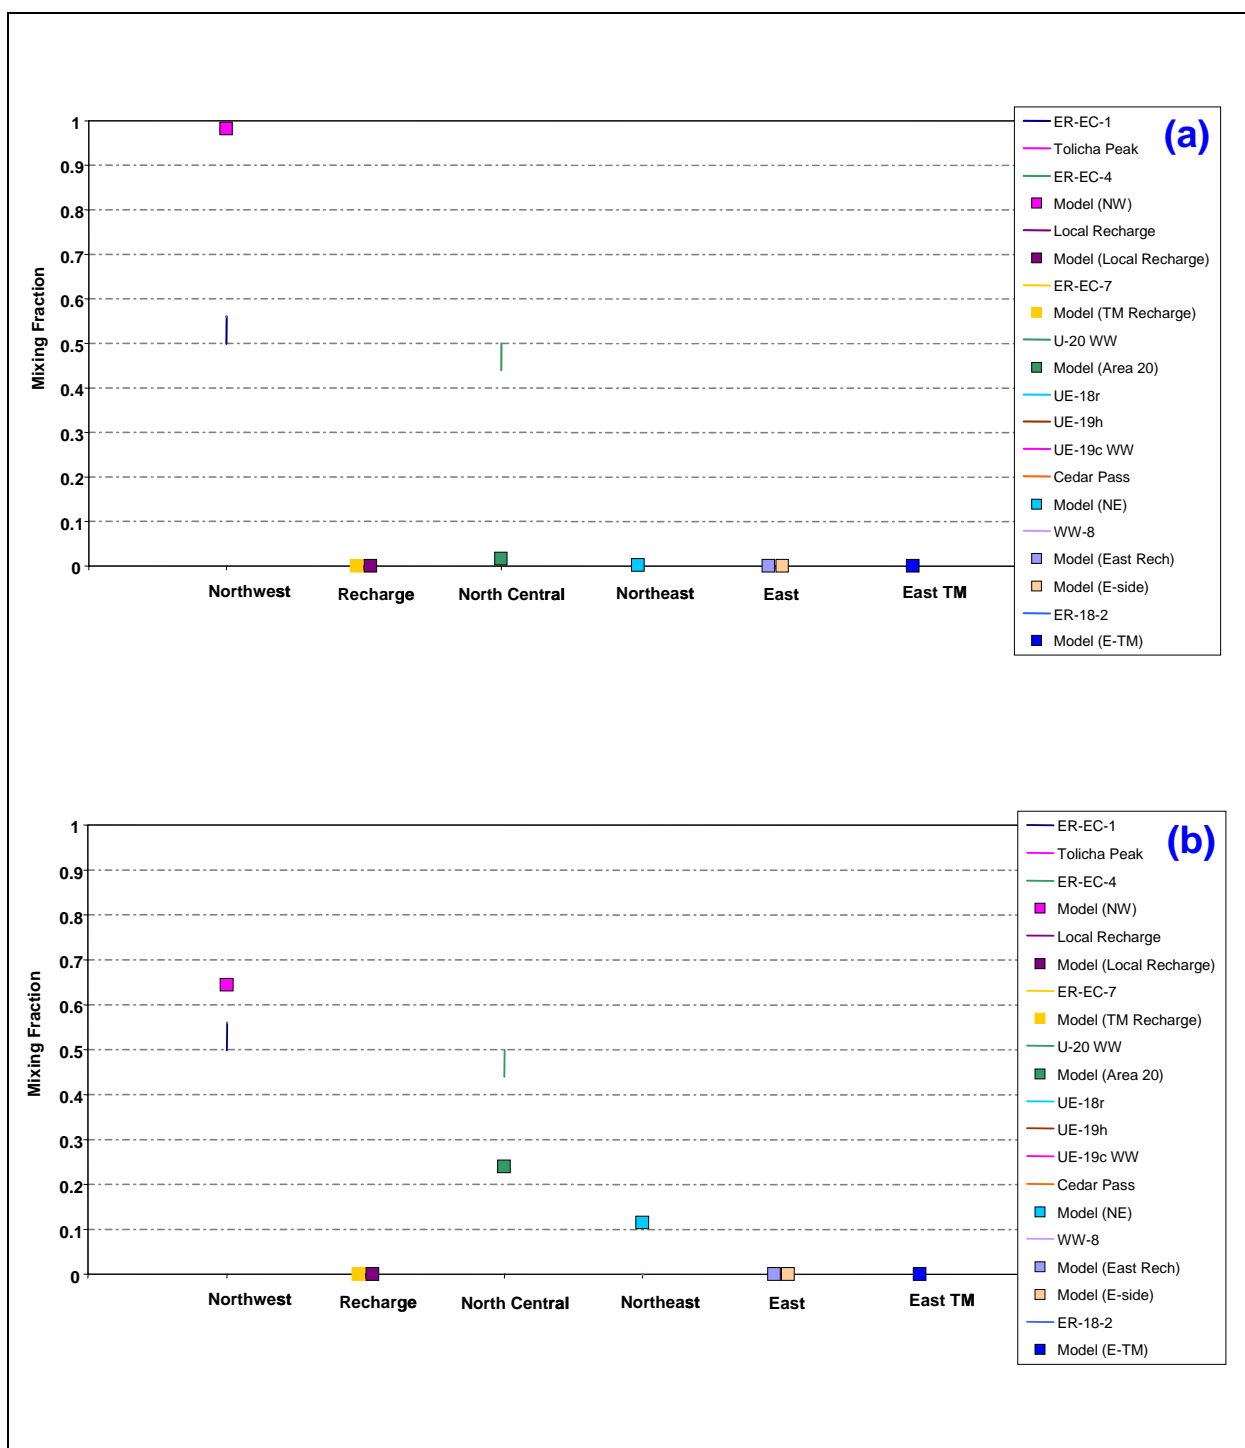 (a)
Mixing Fraction
1
0.9
0.8
0.7
0.6
0.5
0.4
0.3
0.2
0.1
0
Northwest
Recharge
North Central
Northeast
East
East TM
ER-EC-1
Tolicha Peak
ER-EC-4
Model (NW)
Local Recharge
Model (Local Recharge)
ER-EC-7
Model (TM Recharge)
U-20 WW
Model (Area 20)
UE-18r
UE-19h
UE-19c WW
Cedar Pass
Model (NE)
WW-8
Model (East Rech)
Model (E-side)
ER-18-2
Model (E-TM)
(b)
Mixing Fraction
1
0.9
0.8
0.7
0.6
0.5
0.4
0.3
0.2
0.1
0
Northwest
Recharge
North Central
Northeast
East
East TM
ER-EC-1
Tolicha Peak
ER-EC-4
Model (NW)
Local Recharge
Model (Local Recharge)
ER-EC-7
Model (TM Recharge)
U-20 WW
Model (Area 20)
UE-18r
UE-19h
UE-19c WW
Cedar Pass
Model (NE)
WW-8
Model (East Rech)
Model (E-side)
ER-18-2
Model (E-TM)